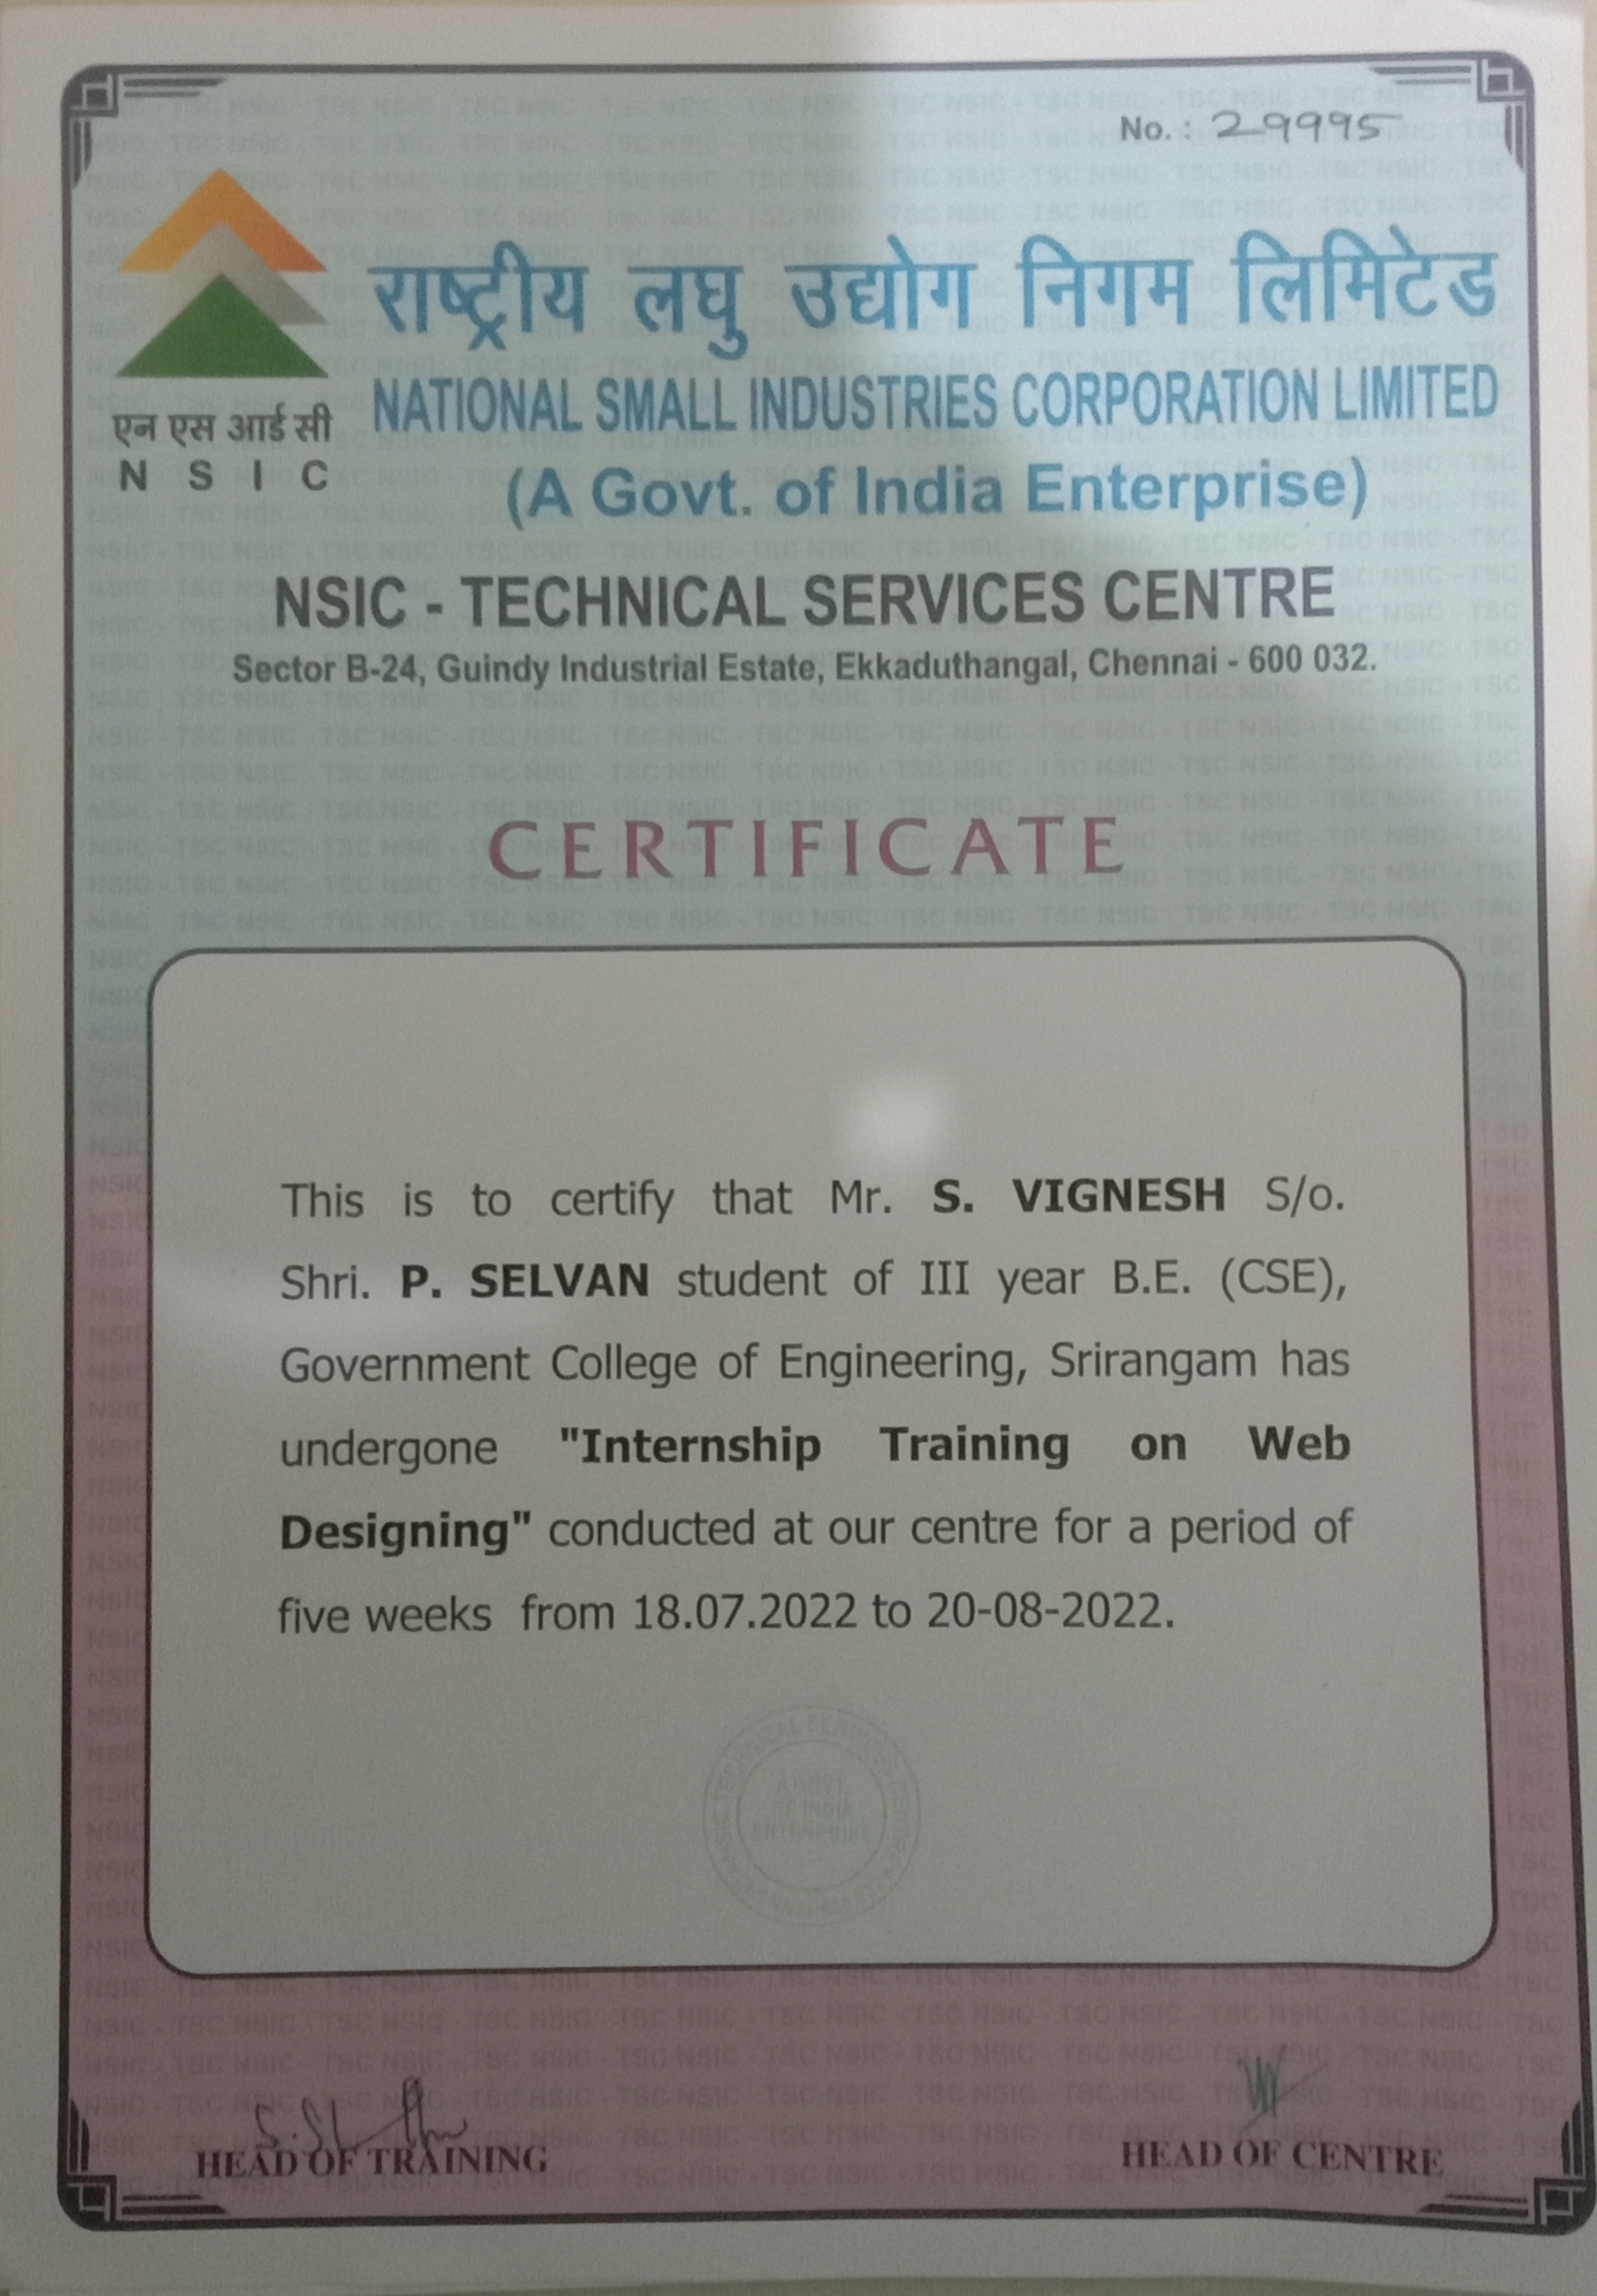 No. : 29995
राष्ट्रीय लघु उद्योग निगम लिमिटेड
एन एस आई सी
N S I C
NATIONAL SMALL INDUSTRIES CORPORATION LIMITED
(A Govt. of India Enterprise)
NSIC - TECHNICAL SERVICES CENTRE
Sector B-24, Guindy Industrial Estate, Ekkaduthangal, Chennai - 600 032.
CERTIFICATE
This is to certify that Mr. S. VIGNESH S/o.
Shri. P. SELVAN student of III year B.E. (CSE),
Government College of Engineering, Srirangam has
undergone "Internship Training on Web
Designing" conducted at our centre for a period of
five weeks from 18.07.2022 to 20-08-2022.
A GOVT.
OF INDIA
ENTERPRISE
HEAD OF TRAINING
HEAD OF CENTRE